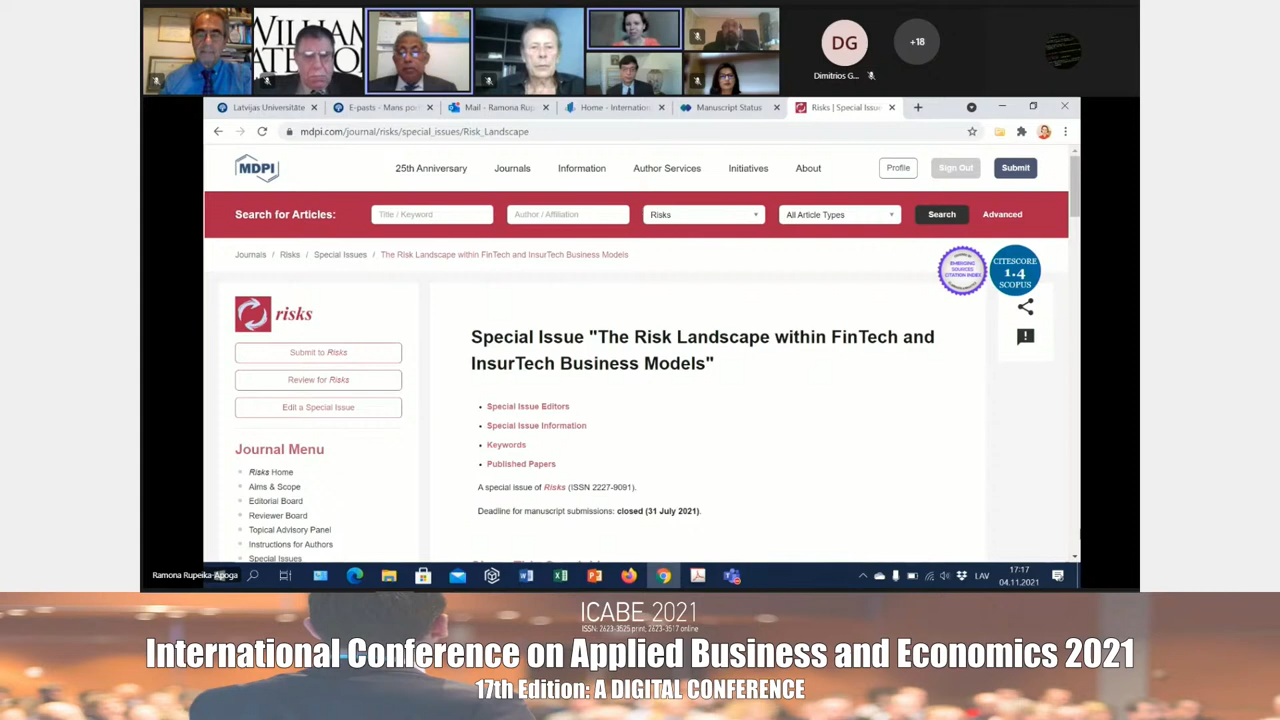 WILLIAM
DG
+18
Dimitrios G...
Latvijas Universitāte
E-pasts - Mans po
Mail - Ramona Rup
Home - Internation
Manuscript Status
Risks | Special Issu
mdpi.com/journal/risks/special_issues/Risk_Landscape
MDPI
25th Anniversary
Journals
Information
Author Services
Initiatives
About
Profile
Sign Out
Submit
Search for Articles:
Title / Keyword
Author / Affiliation
Risks
All Article Types
Search
Advanced
Journals / Risks / Special Issues / The Risk Landscape within FinTech and InsurTech Business Models
EMERGING
SOURCES
CITATION INDEX
CITESCORE
1.4
SCOPUS
risks
Submit to Risks
Review for Risks
Edit a Special Issue
Journal Menu
Risks Home
Aims & Scope
Editorial Board
Reviewer Board
Topical Advisory Panel
Instructions for Authors
Special Issues
Special Issue "The Risk Landscape within FinTech and
InsurTech Business Models"
Special Issue Editors
Special Issue Information
Keywords
Published Papers
A special issue of Risks (ISSN 2227-9091).
Deadline for manuscript submissions: closed (31 July 2021).
Ramona Rupeika-Apoga
LAV
17:17
04.11.2021
ICABE 2021
ISSN: 2623-3525 print, 2623-3517 online
International Conference on Applied Business and Economics 2021
17th Edition: A DIGITAL CONFERENCE